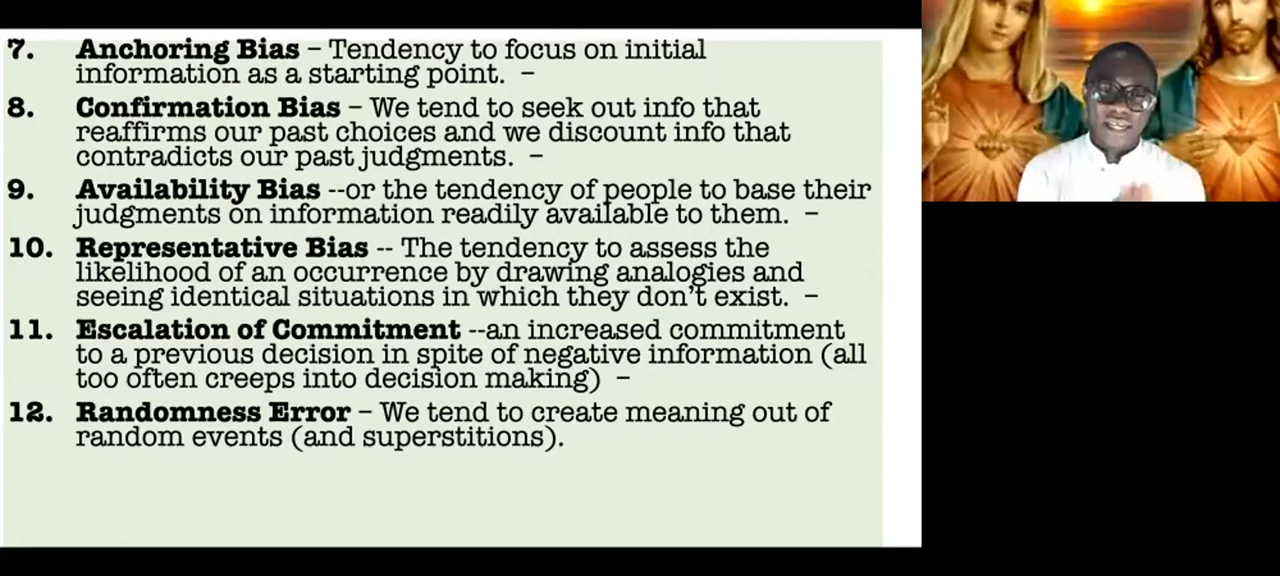 7. Anchoring Bias – Tendency to focus on initial
information as a starting point. –
8. Confirmation Bias – We tend to seek out info that
reaffirms our past choices and we discount info that
contradicts our past judgments. –
9. Availability Bias --or the tendency of people to base their
judgments on information readily available to them. –
10. Representative Bias -- The tendency to assess the
likelihood of an occurrence by drawing analogies and
seeing identical situations in which they don't exist. –
11. Escalation of Commitment --an increased commitment
to a previous decision in spite of negative information (all
too often creeps into decision making) –
12. Randomness Error – We tend to create meaning out of
random events (and superstitions).